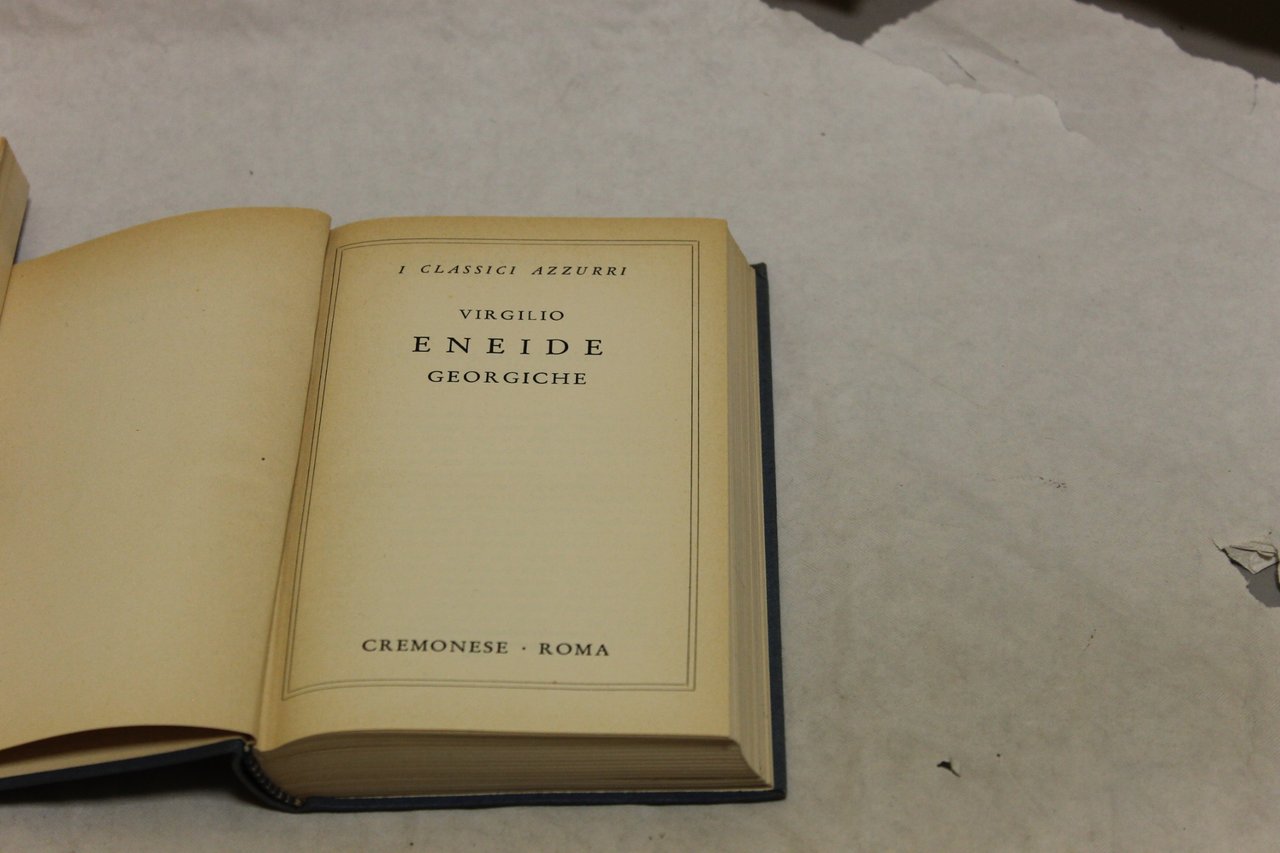 I CLASSICI AZZURRI
VIRGILIO
ENEIDE
GEORGICHE
CREMONESE · ROMA